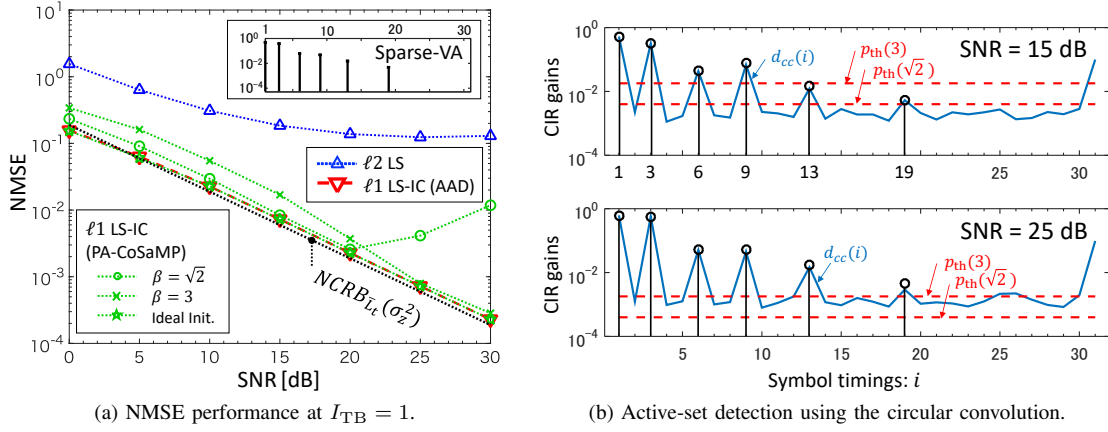 NMSE
10^1
10^0
10^-1
10^-2
10^-3
10^-4
0 5 10 15 20 25 30
SNR [dB]
1 10 20 30
10^0
10^-2
10^-4
Sparse-VA
ℓ2 LS
ℓ1 LS-IC (AAD)
ℓ1 LS-IC
(PA-CoSaMP)
β = √2
β = 3
Ideal Init.
NCRB_{L_t}(σ_z^2)
(a) NMSE performance at I_TB = 1.
CIR gains
10^0
10^-2
10^-4
SNR = 15 dB
d_cc(i)
p_th(3)
p_th(√2)
1 3 6 9 13 19
CIR gains
10^0
10^-2
10^-4
SNR = 25 dB
d_cc(i)
p_th(3)
p_th(√2)
5 10 15 20 25 30
Symbol timings: i
(b) Active-set detection using the circular convolution.